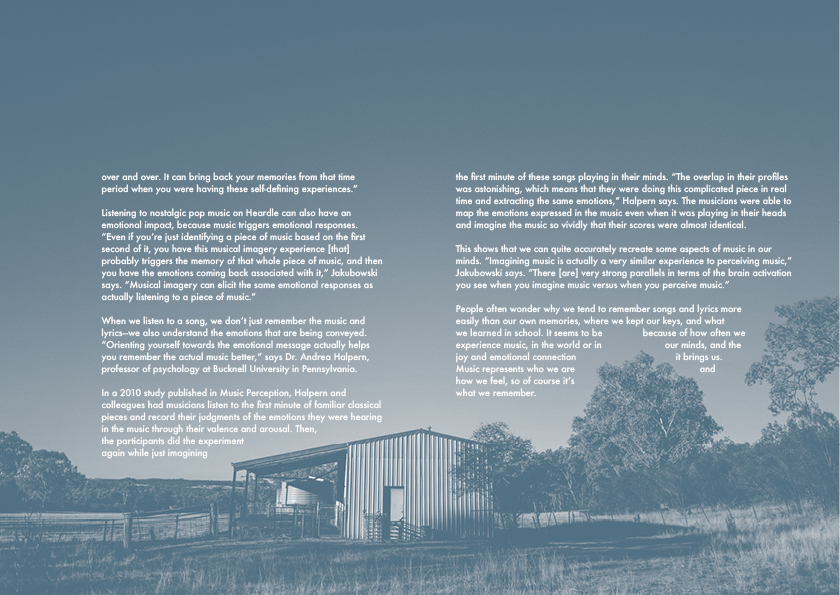 over and over. It can bring back your memories from that time
period when you were having these self-defining experiences.”
Listening to nostalgic pop music on Heardle can also have an
emotional impact, because music triggers emotional responses.
“Even if you’re just identifying a piece of music based on the first
second of it, you have this musical imagery experience [that]
probably triggers the memory of that whole piece of music, and then
you have the emotions coming back associated with it,” Jakubowski
says. “Musical imagery can elicit the same emotional responses as
actually listening to a piece of music.”
When we listen to a song, we don’t just remember the music and
lyrics—we also understand the emotions that are being conveyed.
“Orienting yourself towards the emotional message actually helps
you remember the actual music better,” says Dr. Andrea Halpern,
professor of psychology at Bucknell University in Pennsylvania.
In a 2010 study published in Music Perception, Halpern and
colleagues had musicians listen to the first minute of familiar classical
pieces and record their judgments of the emotions they were hearing
in the music through their valence and arousal. Then,
the participants did the experiment
again while just imagining
the first minute of these songs playing in their minds. “The overlap in their profiles
was astonishing, which means that they were doing this complicated piece in real
time and extracting the same emotions,” Halpern says. The musicians were able to
map the emotions expressed in the music even when it was playing in their heads
and imagine the music so vividly that their scores were almost identical.
This shows that we can quite accurately recreate some aspects of music in our
minds. “Imagining music is actually a very similar experience to perceiving music,”
Jakubowski says. “There [are] very strong parallels in terms of the brain activation
you see when you imagine music versus when you perceive music.”
People often wonder why we tend to remember songs and lyrics more
easily than our own memories, where we kept our keys, and what
we learned in school. It seems to be because of how often we
experience music, in the world or in our minds, and the
joy and emotional connection it brings us.
Music represents who we are and
how we feel, so of course it’s
what we remember.